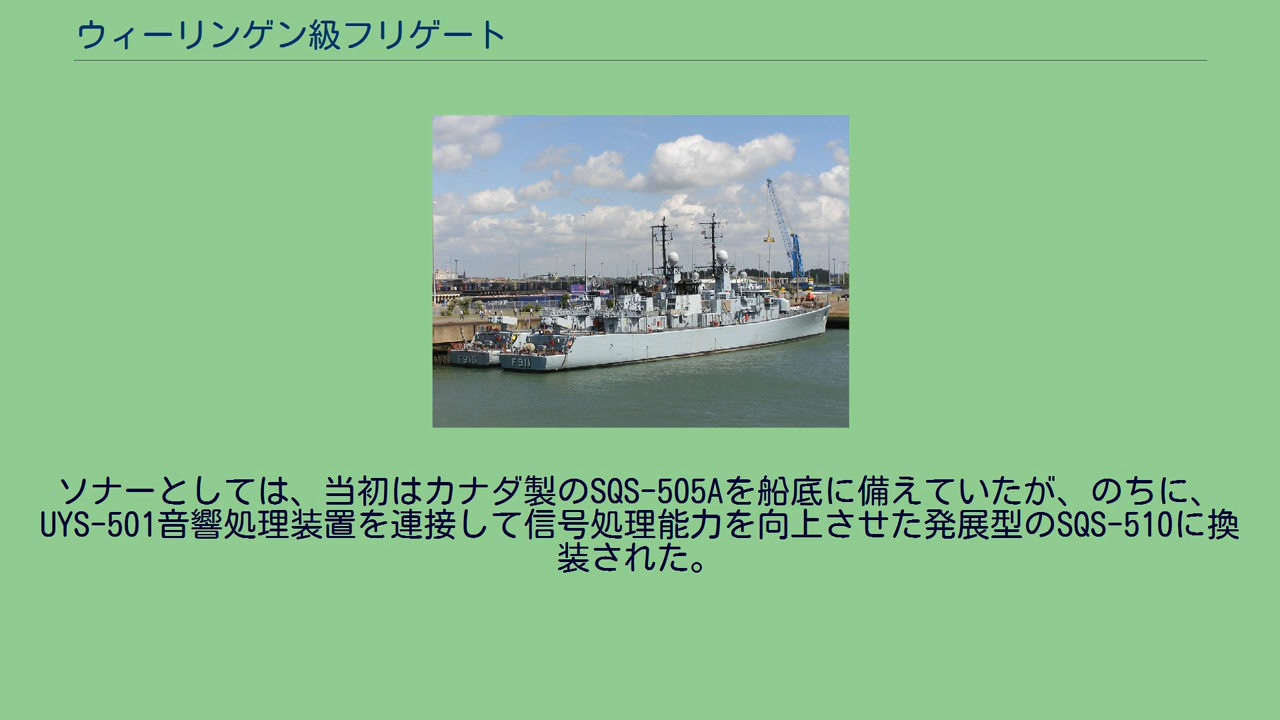 ウィーリンゲン級フリゲート
F910
F911
ソナーとしては、当初はカナダ製のSQS-505Aを船底に備えていたが、のちに、
UYS-501音響処理装置を連接して信号処理能力を向上させた発展型のSQS-510に換
装された。